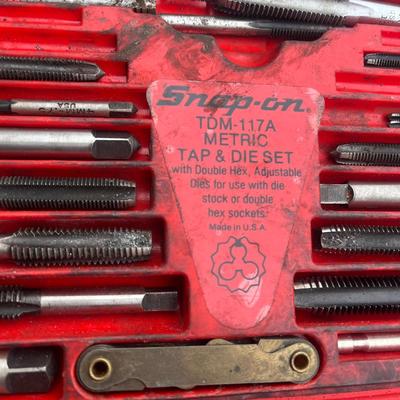 Snap-on
TDM-117A
METRIC
TAP & DIE SET
with Double Hex, Adjustable
Dies for use with die
stock or double
hex sockets.
Made in U.S.A.
USA